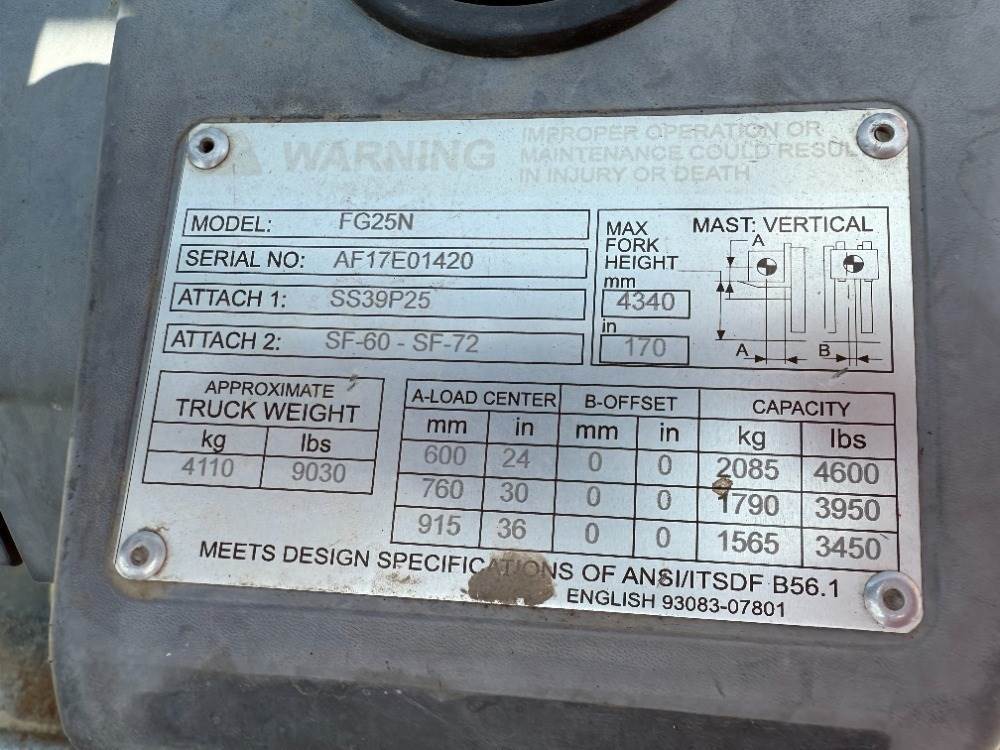 WARNING
IMPROPER OPERATION OR
MAINTENANCE COULD RESUL
IN INJURY OR DEATH
MODEL: FG25N
SERIAL NO: AF17E01420
ATTACH 1: SS39P25
ATTACH 2: SF-60 - SF-72
MAX FORK HEIGHT
MAST: VERTICAL
mm
4340
in
170
A
A
B
APPROXIMATE
TRUCK WEIGHT
kg lbs
4110 9030
A-LOAD CENTER B-OFFSET CAPACITY
mm in mm in kg lbs
600 24 0 0 2085 4600
760 30 0 0 1790 3950
915 36 0 0 1565 3450
MEETS DESIGN SPECIFICATIONS OF ANSI/ITSDF B56.1
ENGLISH 93083-07801